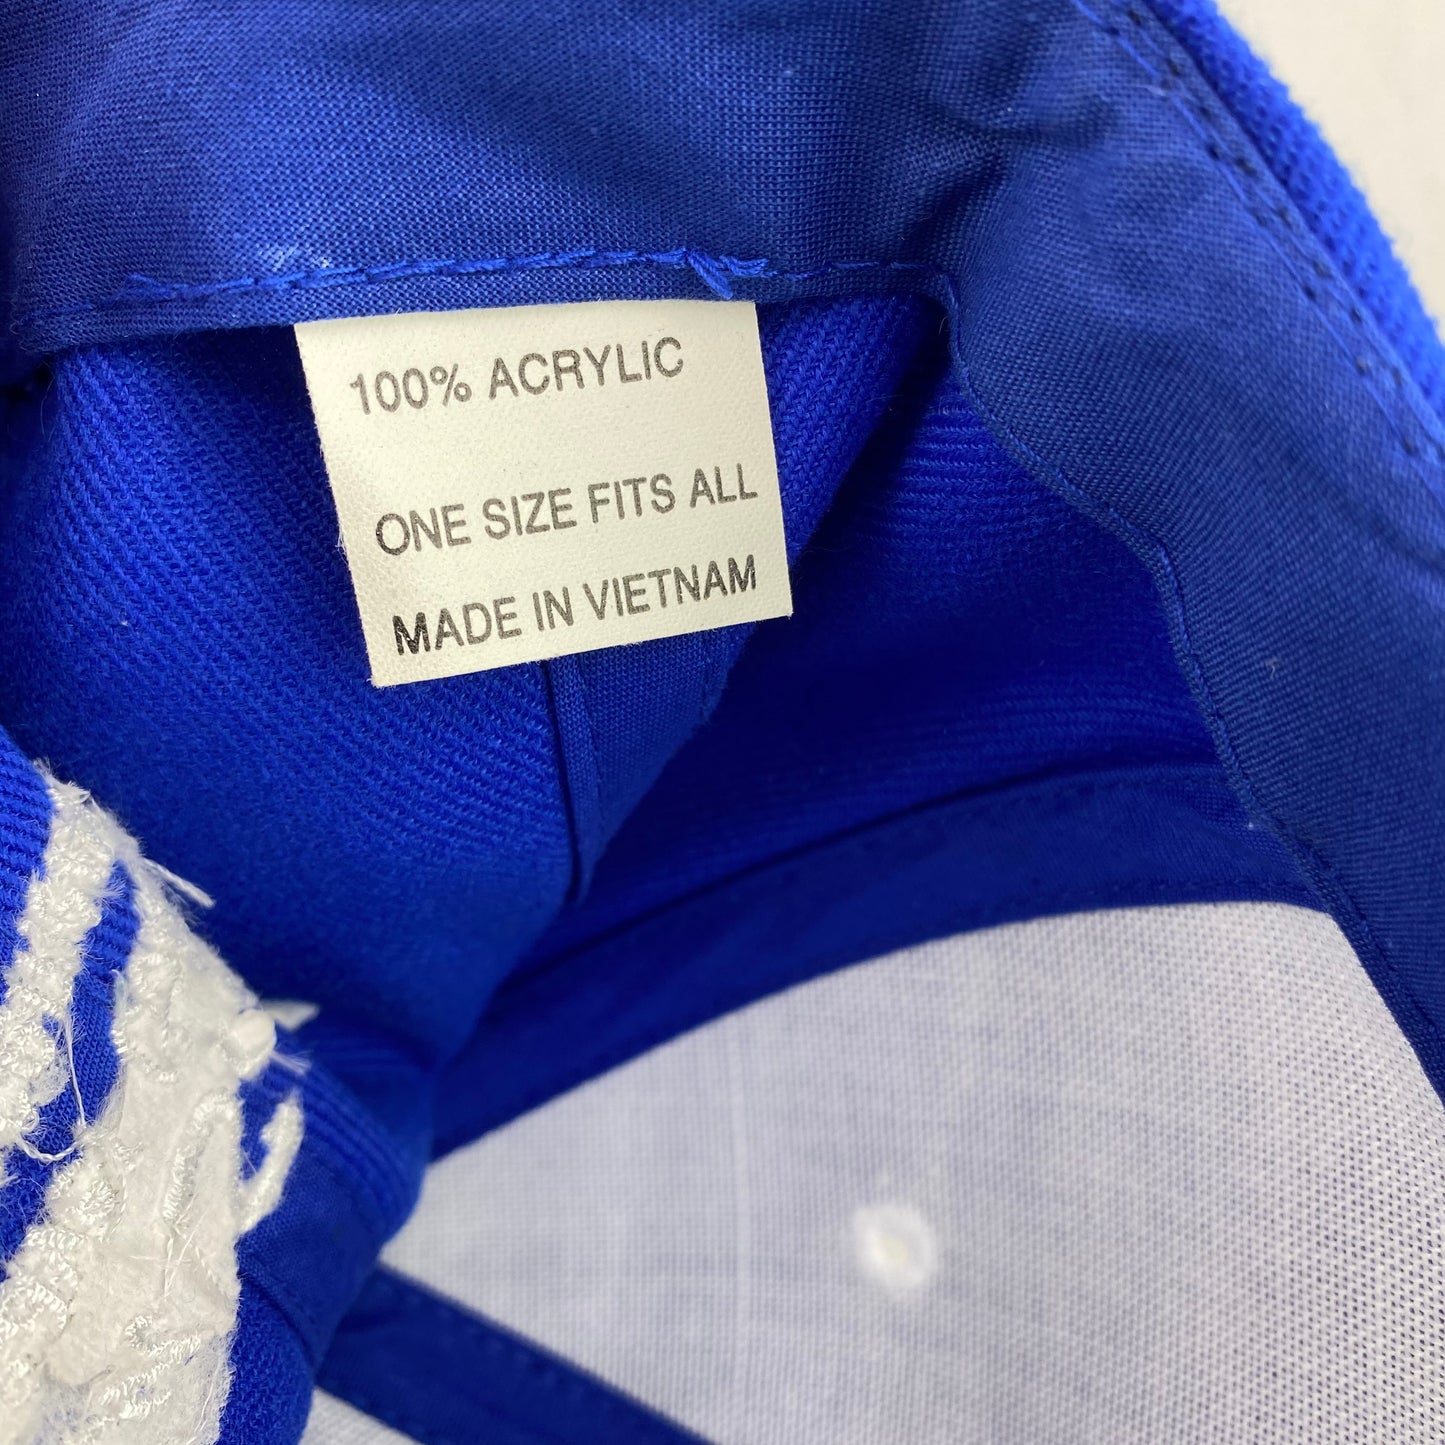 100% ACRYLIC
ONE SIZE FITS ALL
MADE IN VIETNAM